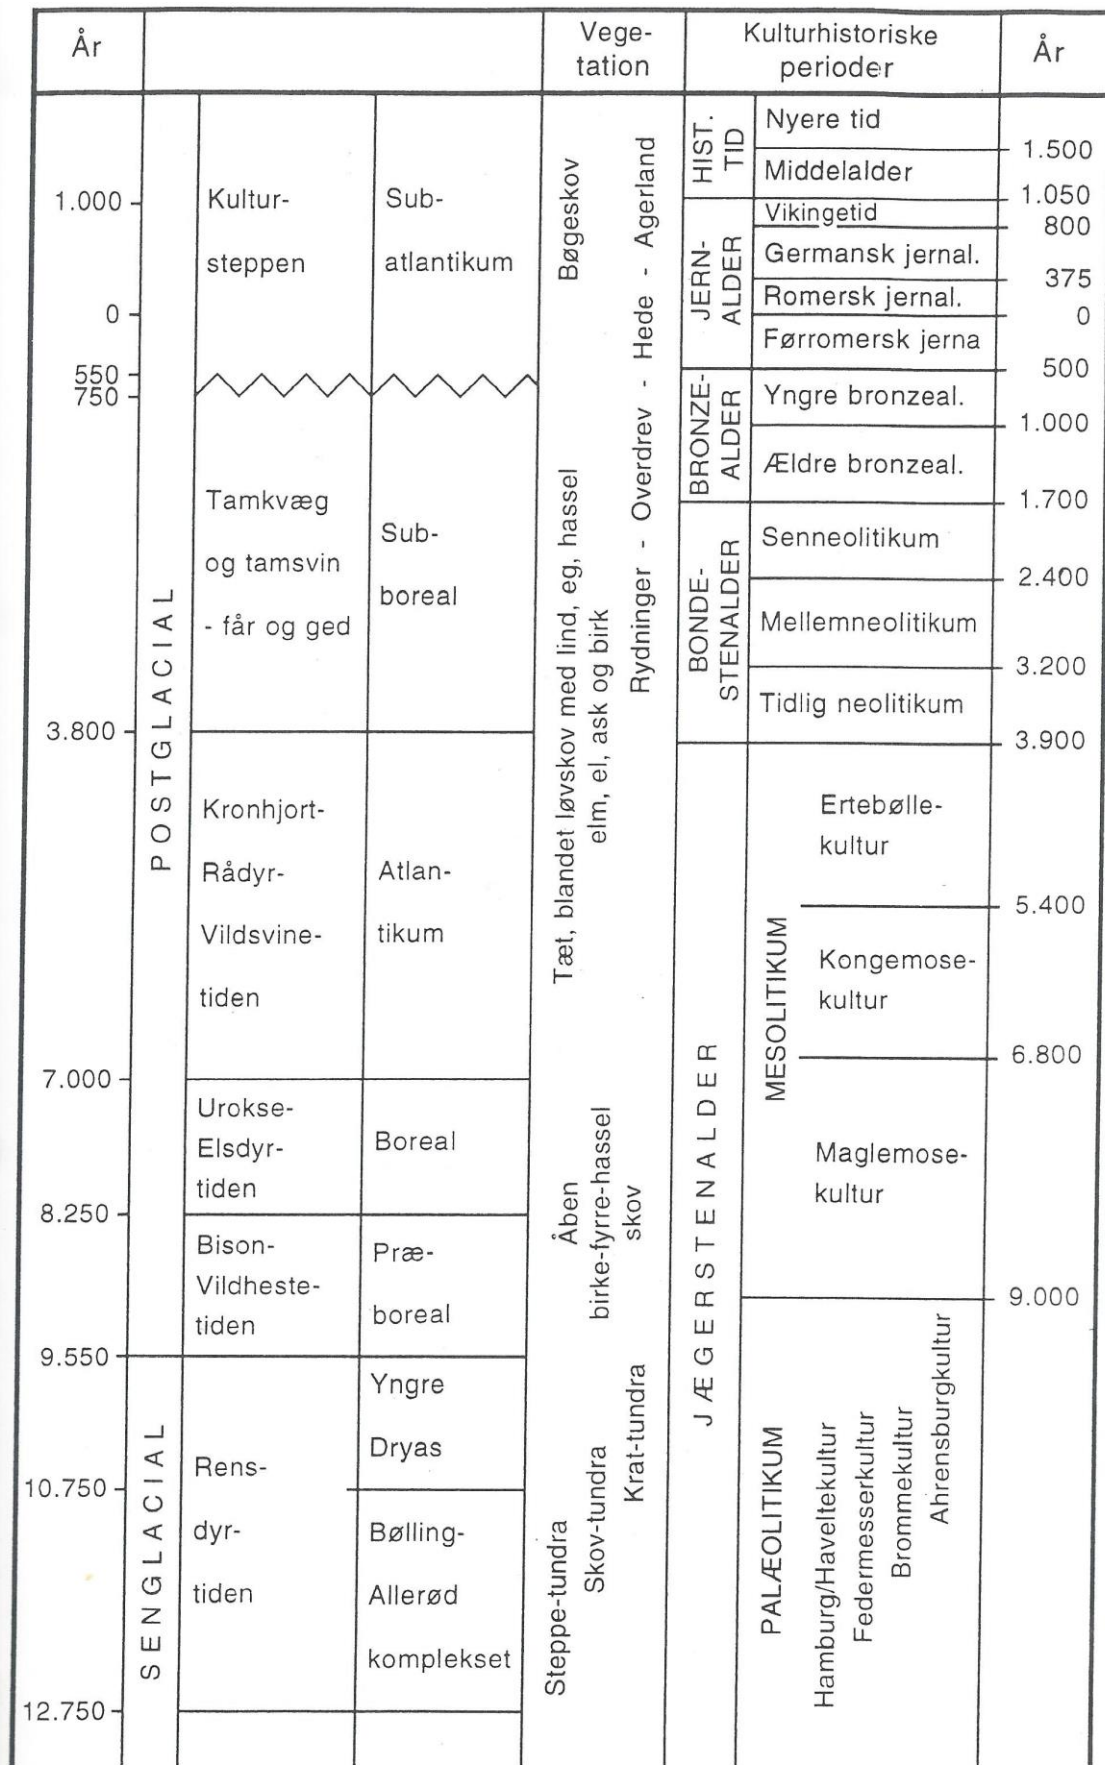 År
Vege-
tation
Kulturhistoriske
perioder
År
1.000
0
550
750
3.800
7.000
8.250
9.550
10.750
12.750
POSTGLACIAL
SENGLACIAL
Kultur-
steppen
Tamkvæg
og tamsvin
- får og ged
Kronhjort-
Rådyr-
Vildsvine-
tiden
Urokse-
Elsdyr-
tiden
Bison-
Vildheste-
tiden
Rens-
dyr-
tiden
Sub-
atlantikum
Sub-
boreal
Atlan-
tikum
Boreal
Præ-
boreal
Yngre
Dryas
Bølling-
Allerød
komplekset
Bøgeskov
Rydninger - Overdrev - Hede - Agerland
Tæt, blandet løvskov med lind, eg, hassel
elm, el, ask og birk
Åben
birke-fyrre-hassel
skov
Steppe-tundra
Skov-tundra
Krat-tundra
HIST.
TID
JERN-
ALDER
BRONZE-
ALDER
BONDE-
STENALDER
JÆGERSTENALDER
Nyere tid
Middelalder
Vikingetid
Germansk jernal.
Romersk jernal.
Førromersk jerna
Yngre bronzeal.
Ældre bronzeal.
Senneolitikum
Mellemneolitikum
Tidlig neolitikum
MESOLITIKUM
Ertebølle-
kultur
Kongemose-
kultur
Maglemose-
kultur
PALÆOLITIKUM
Hamburg/Haveltekultur
Federmesserkultur
Brommekultur
Ahrensburgkultur
1.500
1.050
800
375
0
500
1.000
1.700
2.400
3.200
3.900
5.400
6.800
9.000